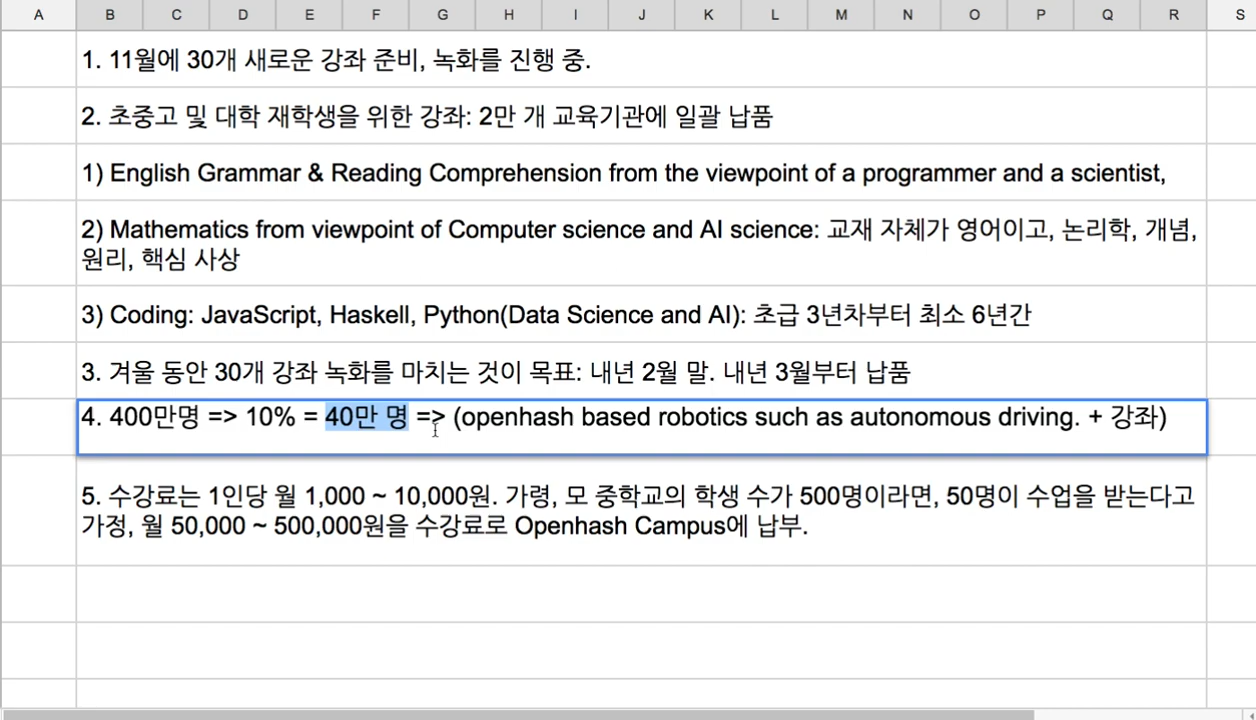 A B C D E F G H I J K L M N O P Q R S
1. 11월에 30개 새로운 강좌 준비, 녹화를 진행 중.
2. 초중고 및 대학 재학생을 위한 강좌: 2만 개 교육기관에 일괄 납품
1) English Grammar & Reading Comprehension from the viewpoint of a programmer and a scientist,
2) Mathematics from viewpoint of Computer science and AI science: 교재 자체가 영어이고, 논리학, 개념,
원리, 핵심 사상
3) Coding: JavaScript, Haskell, Python(Data Science and AI): 초급 3년차부터 최소 6년간
3. 겨울 동안 30개 강좌 녹화를 마치는 것이 목표: 내년 2월 말. 내년 3월부터 납품
4. 400만명 => 10% = 40만 명 => (openhash based robotics such as autonomous driving. + 강좌)
5. 수강료는 1인당 월 1,000 ~ 10,000원. 가령, 모 중학교의 학생 수가 500명이라면, 50명이 수업을 받는다고
가정, 월 50,000 ~ 500,000원을 수강료로 Openhash Campus에 납부.